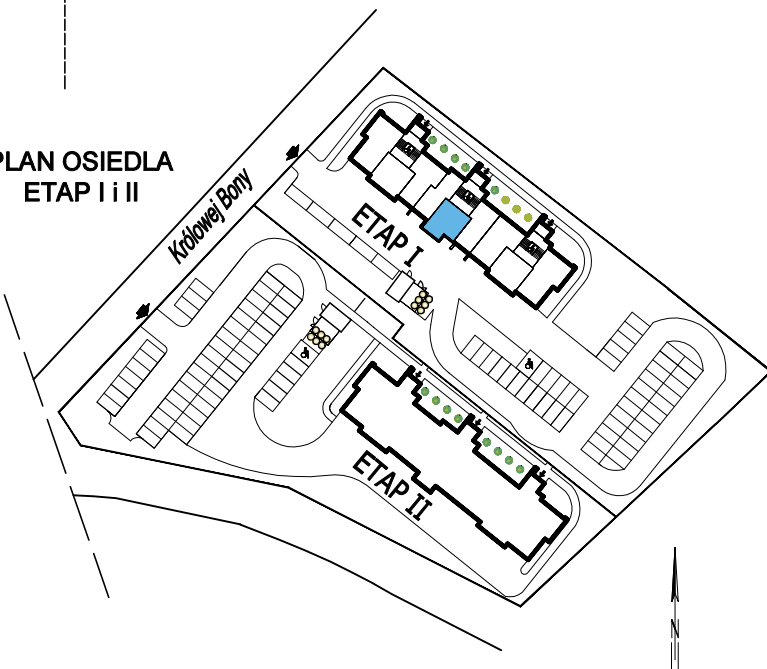 PLAN OSIEDLA
ETAP I i II
Królowej Bony
ETAP I
ETAP II
N